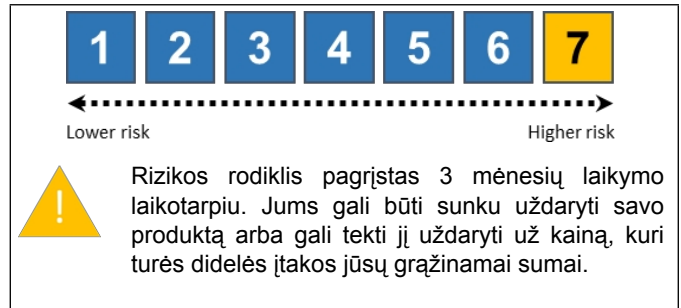 1 2 3 4 5 6 7
Lower risk Higher risk
Rizikos rodiklis pagrįstas 3 mėnesių laikymo
laikotarpiu. Jums gali būti sunku uždaryti savo
produktą arba gali tekti jį uždaryti už kainą, kuri
turės didelės įtakos jūsų grąžinamai sumai.